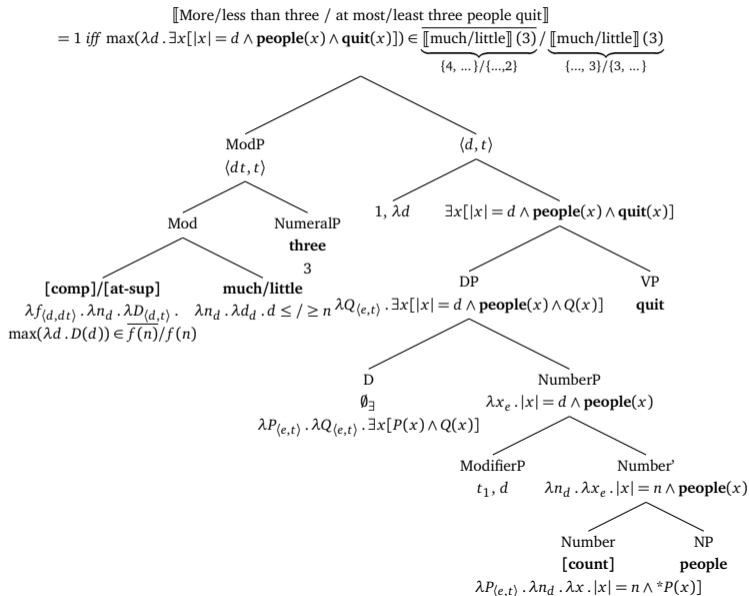 ⟦More/less than three / at most/least three people quit⟧
= 1 iff max(λd . ∃x[|x| = d ∧ people(x) ∧ quit(x)]) ∈ ⟦much/little⟧ (3) / ⟦much/little⟧ (3)
{4, ...}/{...,2} {..., 3}/{3, ...}
ModP ⟨d, t⟩
⟨dt, t⟩
Mod NumeralP 1, λd ∃x[|x| = d ∧ people(x) ∧ quit(x)]
three
3
[comp]/[at-sup] much/little DP VP
λf⟨d,dt⟩ . λn_d . λD⟨d,t⟩ . λn_d . λd_d . d ≤ / ≥ n λQ⟨e,t⟩ . ∃x[|x| = d ∧ people(x) ∧ Q(x)] quit
max(λd . D(d)) ∈ f̅(̅n̅)̅/f(n)
D NumberP
∅∃ λx_e . |x| = d ∧ people(x)
λP⟨e,t⟩ . λQ⟨e,t⟩ . ∃x[P(x) ∧ Q(x)]
ModifierP Number'
t₁, d λn_d . λx_e . |x| = n ∧ people(x)
Number NP
[count] people
λP⟨e,t⟩ . λn_d . λx . |x| = n ∧ *P(x)]